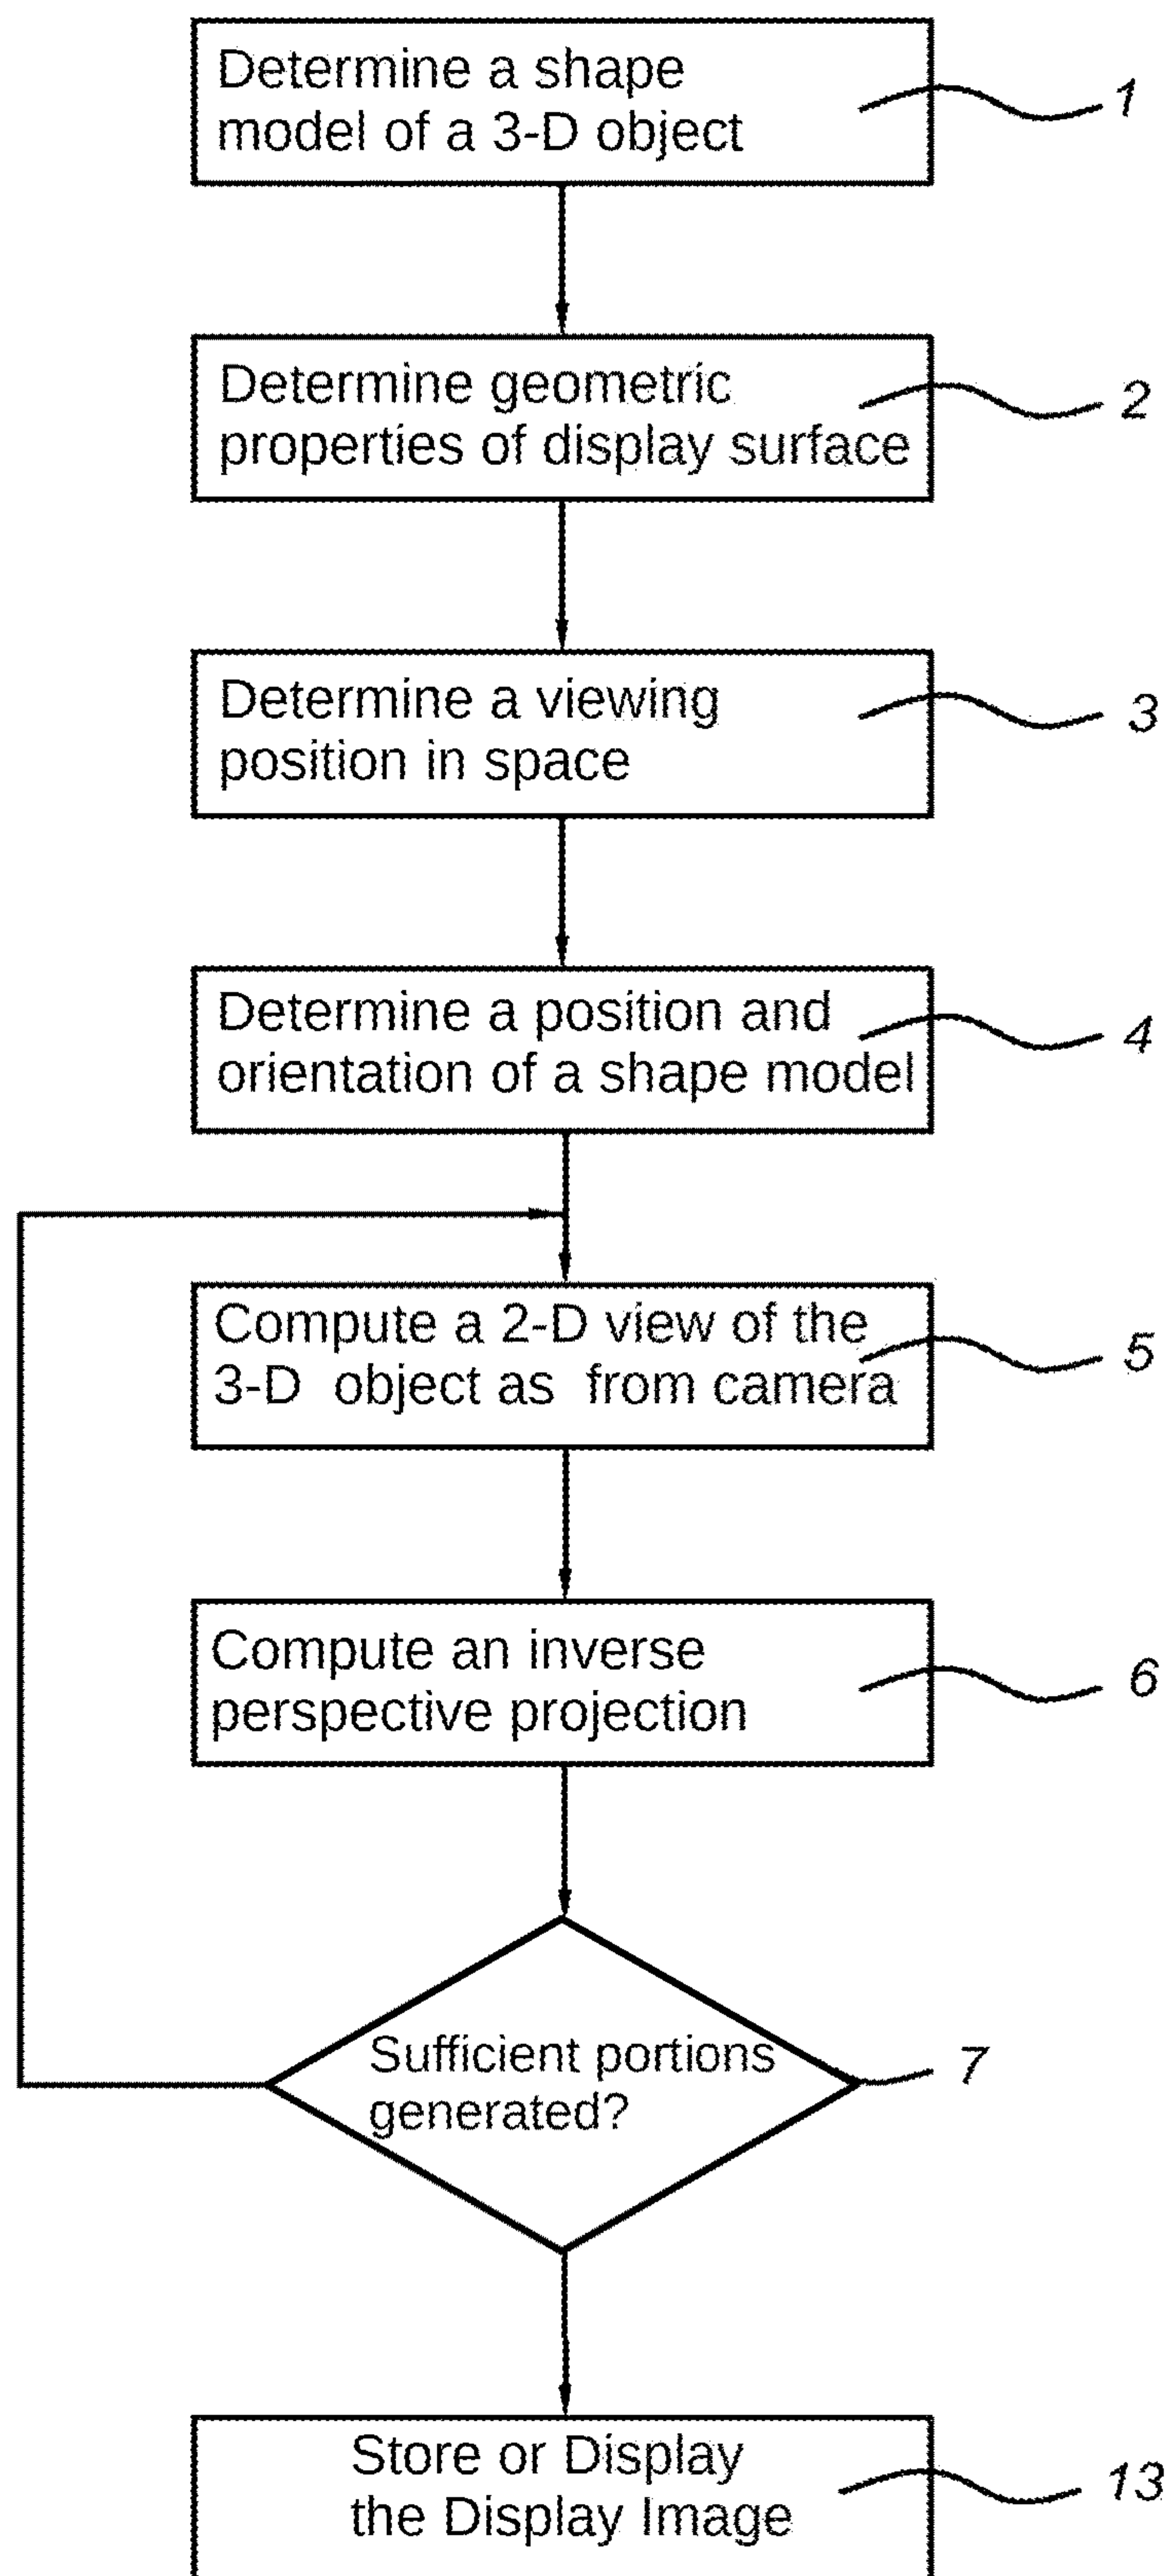 Determine a shape
model of a 3-D object
1
Determine geometric
properties of display surface
2
Determine a viewing
position in space
3
Determine a position and
orientation of a shape model
4
Compute a 2-D view of the
3-D object as from camera
5
Compute an inverse
perspective projection
6
Sufficient portions
generated?
7
Store or Display
the Display Image
13